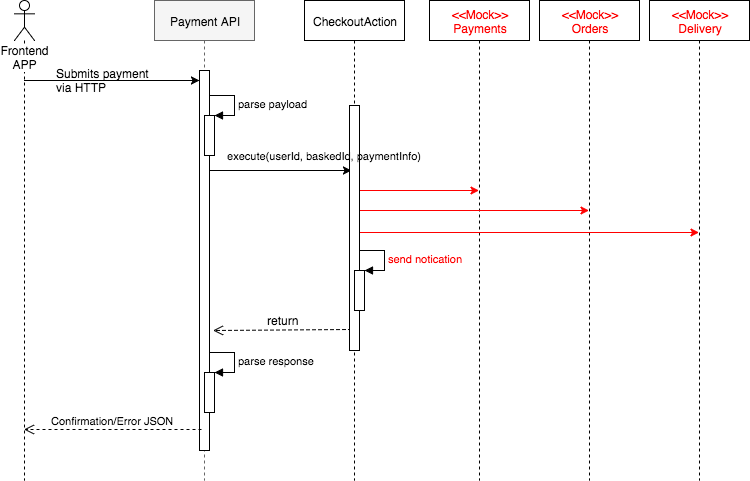 Frontend
APP
Payment API
CheckoutAction
<<Mock>>
Payments
<<Mock>>
Orders
<<Mock>>
Delivery
Submits payment
via HTTP
parse payload
execute(userId, baskedId, paymentInfo)
send notication
return
parse response
Confirmation/Error JSON